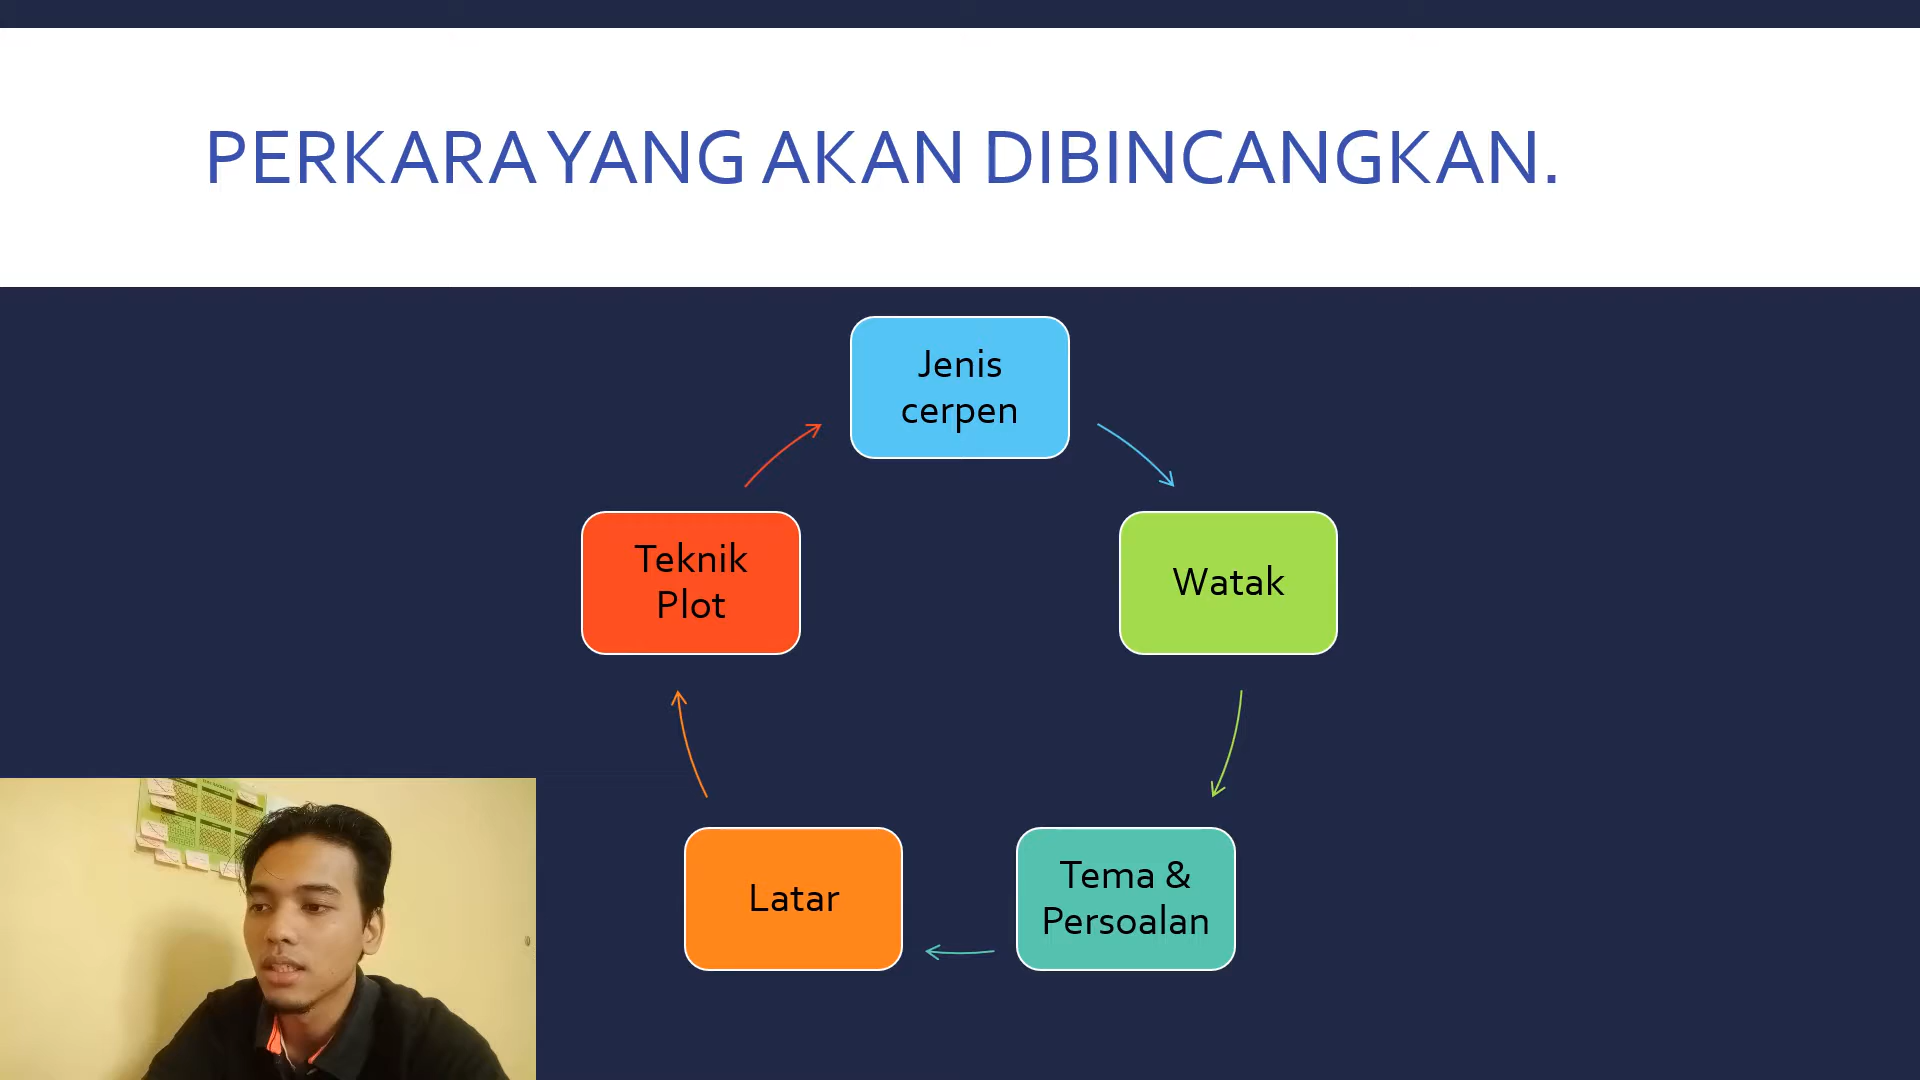 PERKARA YANG AKAN DIBINCANGKAN.
Jenis
cerpen
Watak
Tema &
Persoalan
Latar
Teknik
Plot